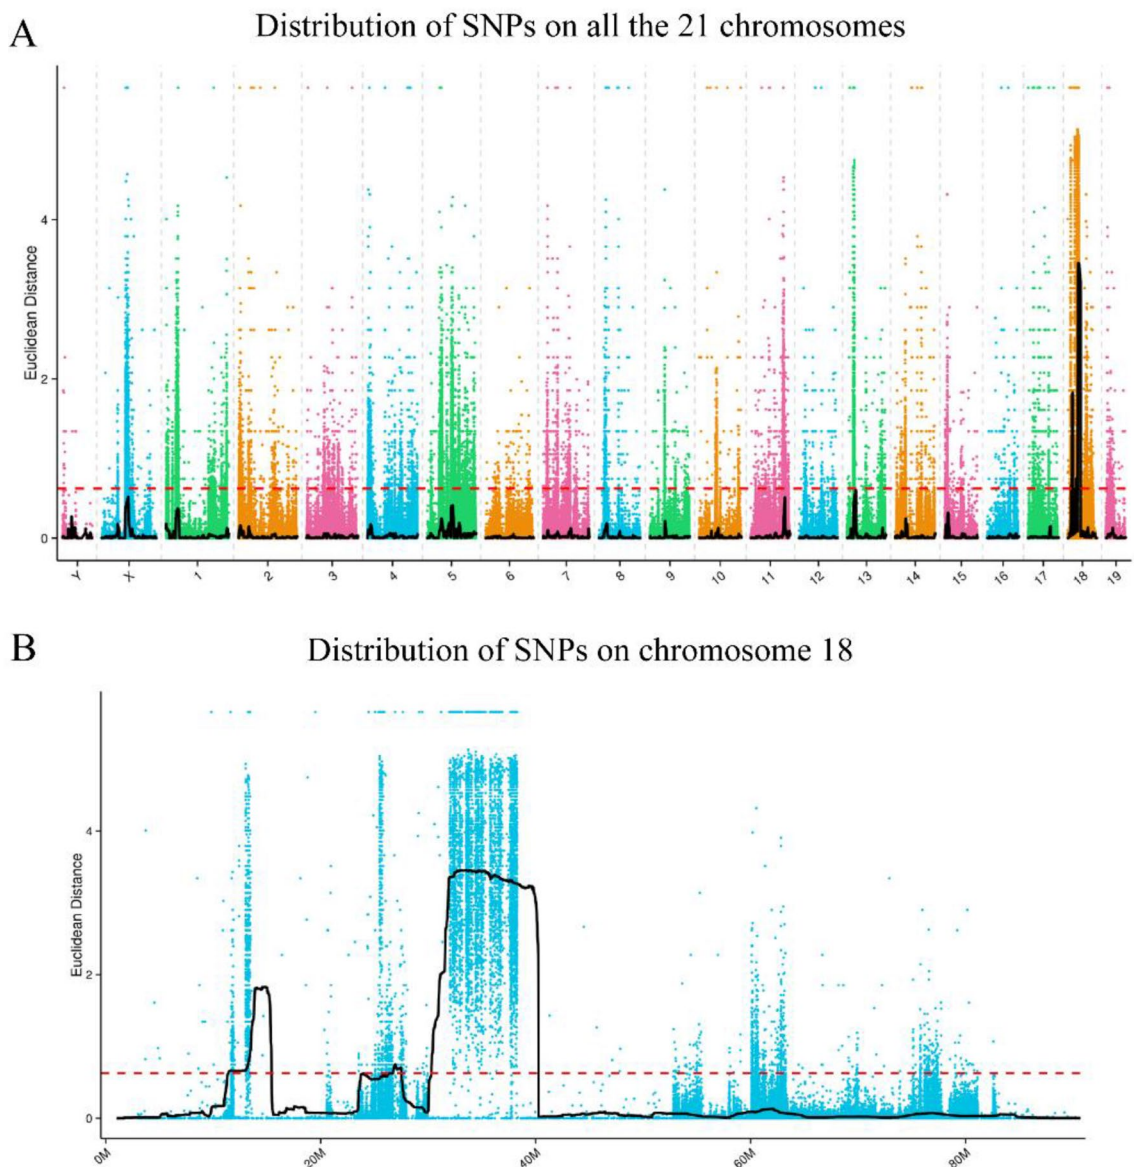 A
Distribution of SNPs on all the 21 chromosomes
Euclidean Distance
4
2
0
Y X 1 2 3 4 5 6 7 8 9 10 11 12 13 14 15 16 17 18 19
B
Distribution of SNPs on chromosome 18
Euclidean Distance
4
2
0
0M 20M 40M 60M 80M